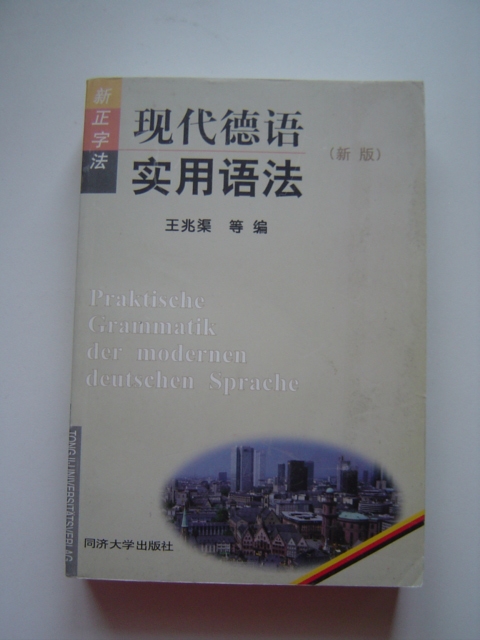 新正字法
现代德语
实用语法
（新 版）
王兆渠 等 编
Praktische
Grammatik
der modernen
deutschen Sprache
同济大学出版社